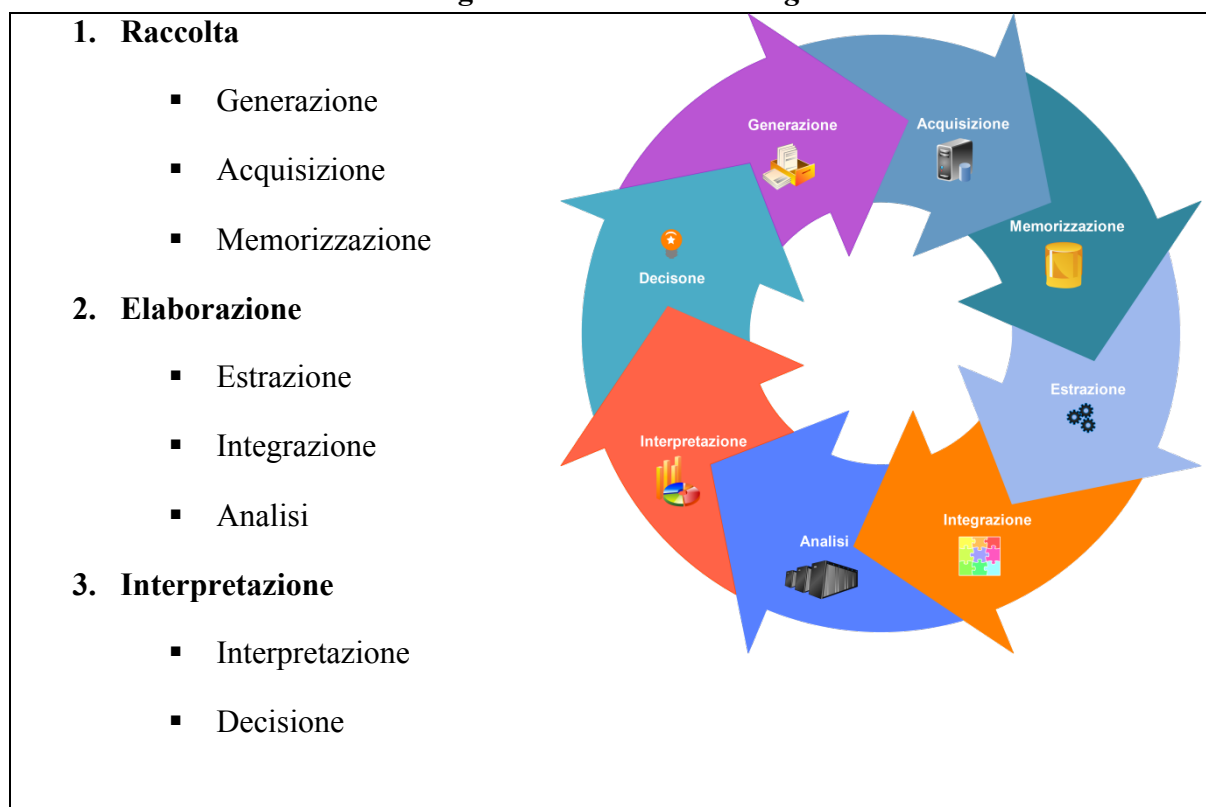 1. Raccolta
▪ Generazione
▪ Acquisizione
▪ Memorizzazione
2. Elaborazione
▪ Estrazione
▪ Integrazione
▪ Analisi
3. Interpretazione
▪ Interpretazione
▪ Decisione
Generazione
Acquisizione
Memorizzazione
Estrazione
Integrazione
Analisi
Interpretazione
Decisone